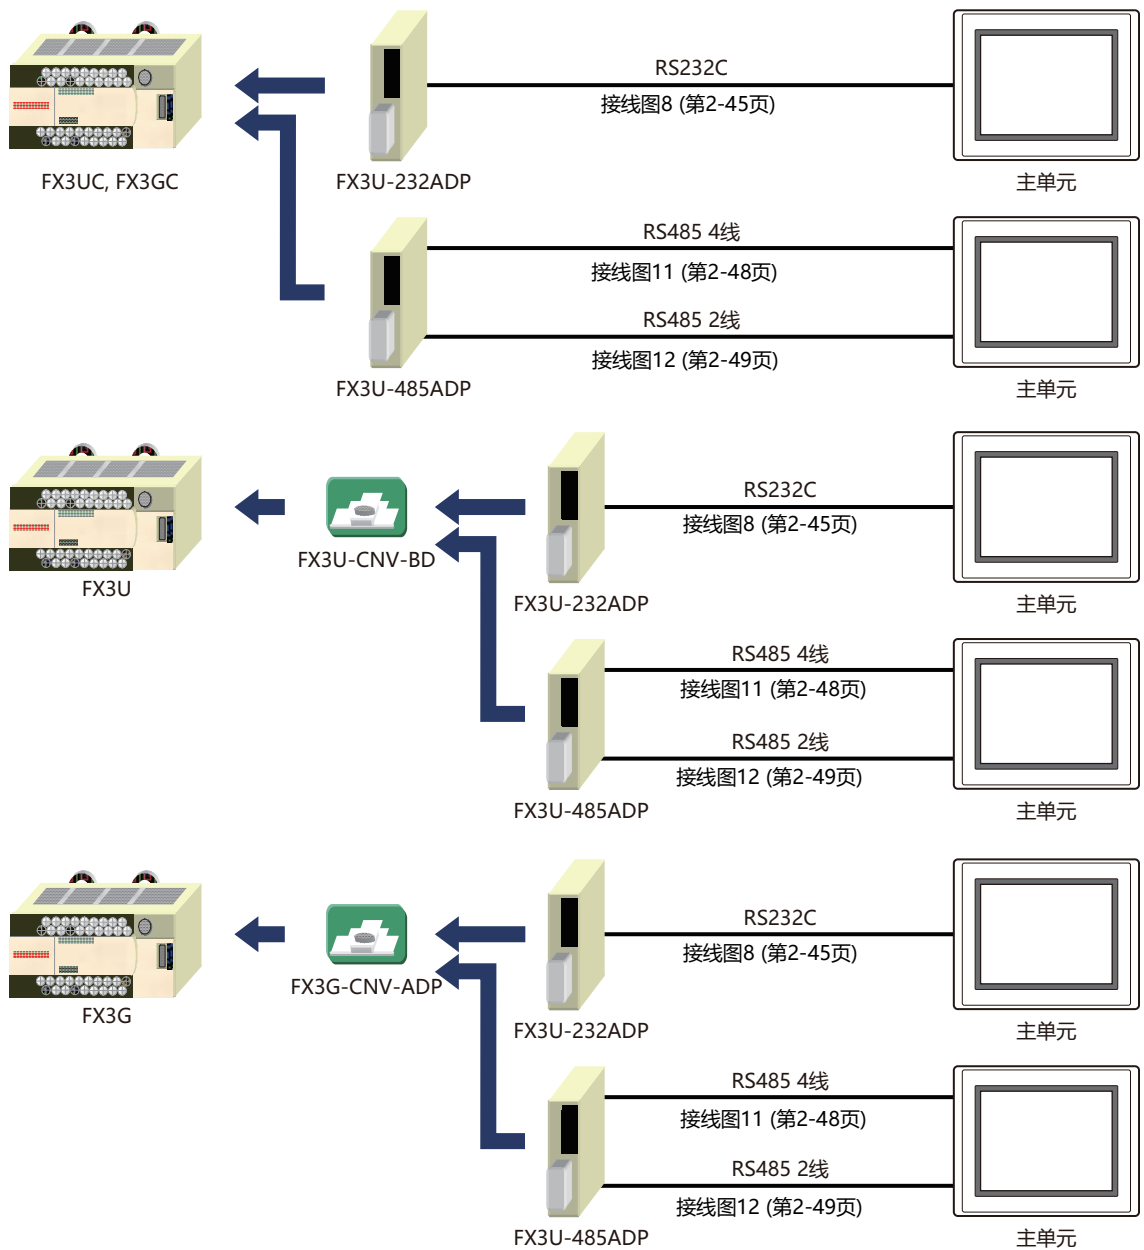 RS232C
接线图8 (第2-45页)
FX3UC, FX3GC
FX3U-232ADP
主单元
RS485 4线
接线图11 (第2-48页)
RS485 2线
接线图12 (第2-49页)
FX3U-485ADP
主单元
RS232C
接线图8 (第2-45页)
FX3U-CNV-BD
FX3U
FX3U-232ADP
主单元
RS485 4线
接线图11 (第2-48页)
RS485 2线
接线图12 (第2-49页)
FX3U-485ADP
主单元
RS232C
接线图8 (第2-45页)
FX3G-CNV-ADP
FX3G
FX3U-232ADP
主单元
RS485 4线
接线图11 (第2-48页)
RS485 2线
接线图12 (第2-49页)
FX3U-485ADP
主单元